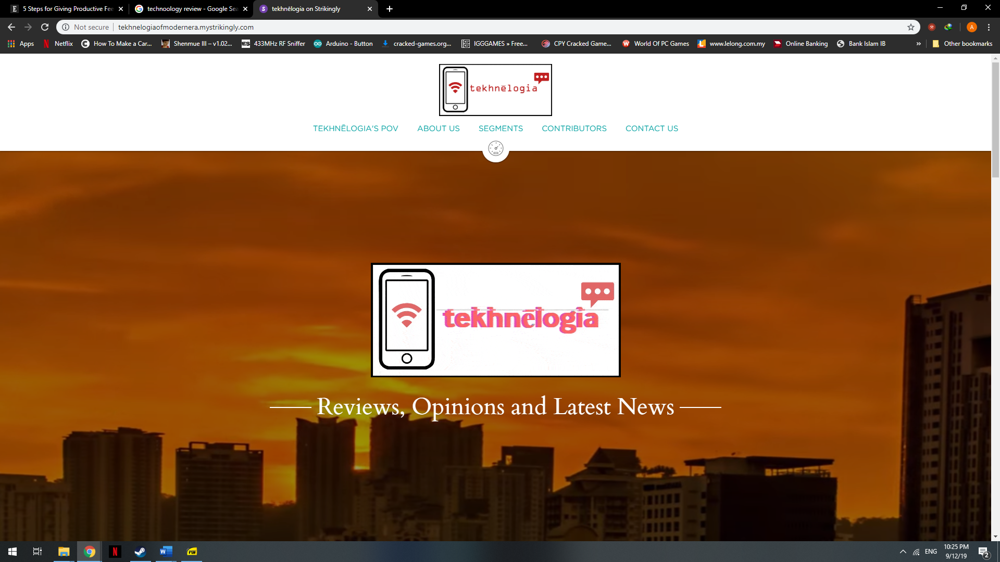 5 Steps for Giving Productive Fee
technoology review - Google Sea
tekhnēlogia on Strikingly
Not secure
tekhnelogiaofmodernera.mystrikingly.com
A
Apps
Netflix
How To Make a Car...
Shenmue III – v1.02...
433MHz RF Sniffer
Arduino - Button
cracked-games.org...
IGGGAMES » Free...
CPY Cracked Game...
World Of PC Games
www.lelong.com.my
Online Banking
Bank Islam IB
»
Other bookmarks
tekhnēlogia
TEKHNĒLOGIA'S POV
ABOUT US
SEGMENTS
CONTRIBUTORS
CONTACT US
tekhnēlogia
Reviews, Opinions and Latest News
ENG
10:25 PM
9/12/19
2